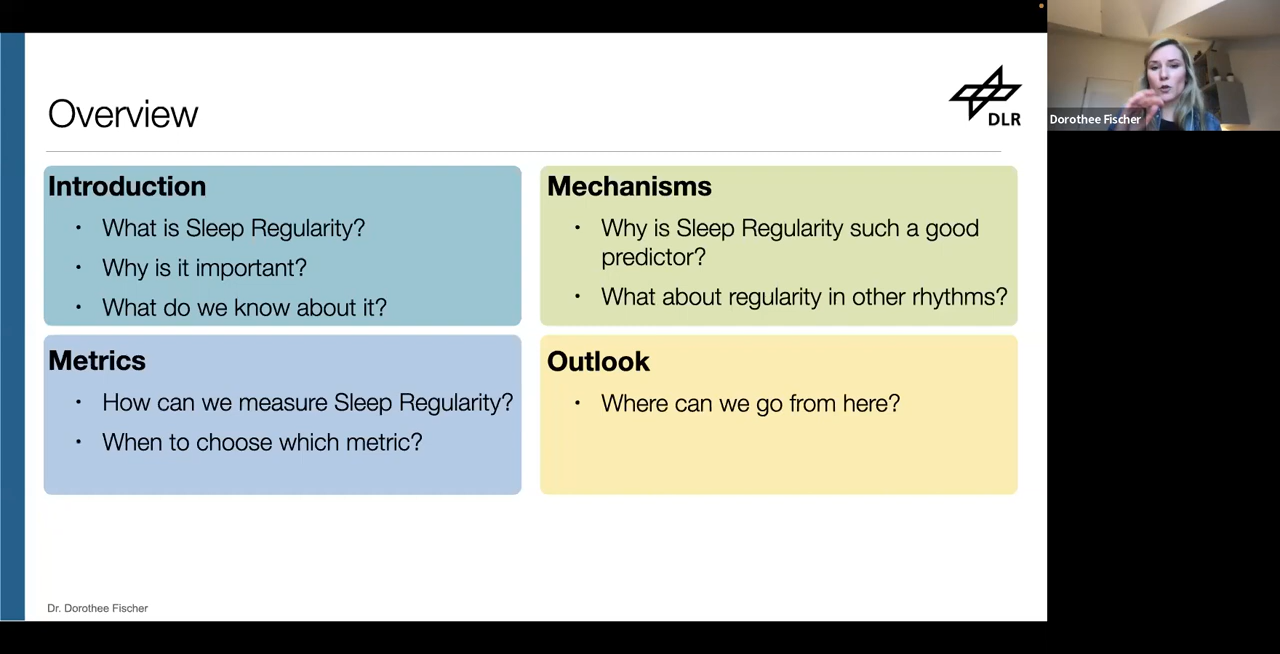 Overview
DLR
Dorothee Fischer
Introduction
• What is Sleep Regularity?
• Why is it important?
• What do we know about it?
Mechanisms
• Why is Sleep Regularity such a good
predictor?
• What about regularity in other rhythms?
Metrics
• How can we measure Sleep Regularity?
• When to choose which metric?
Outlook
• Where can we go from here?
Dr. Dorothee Fischer